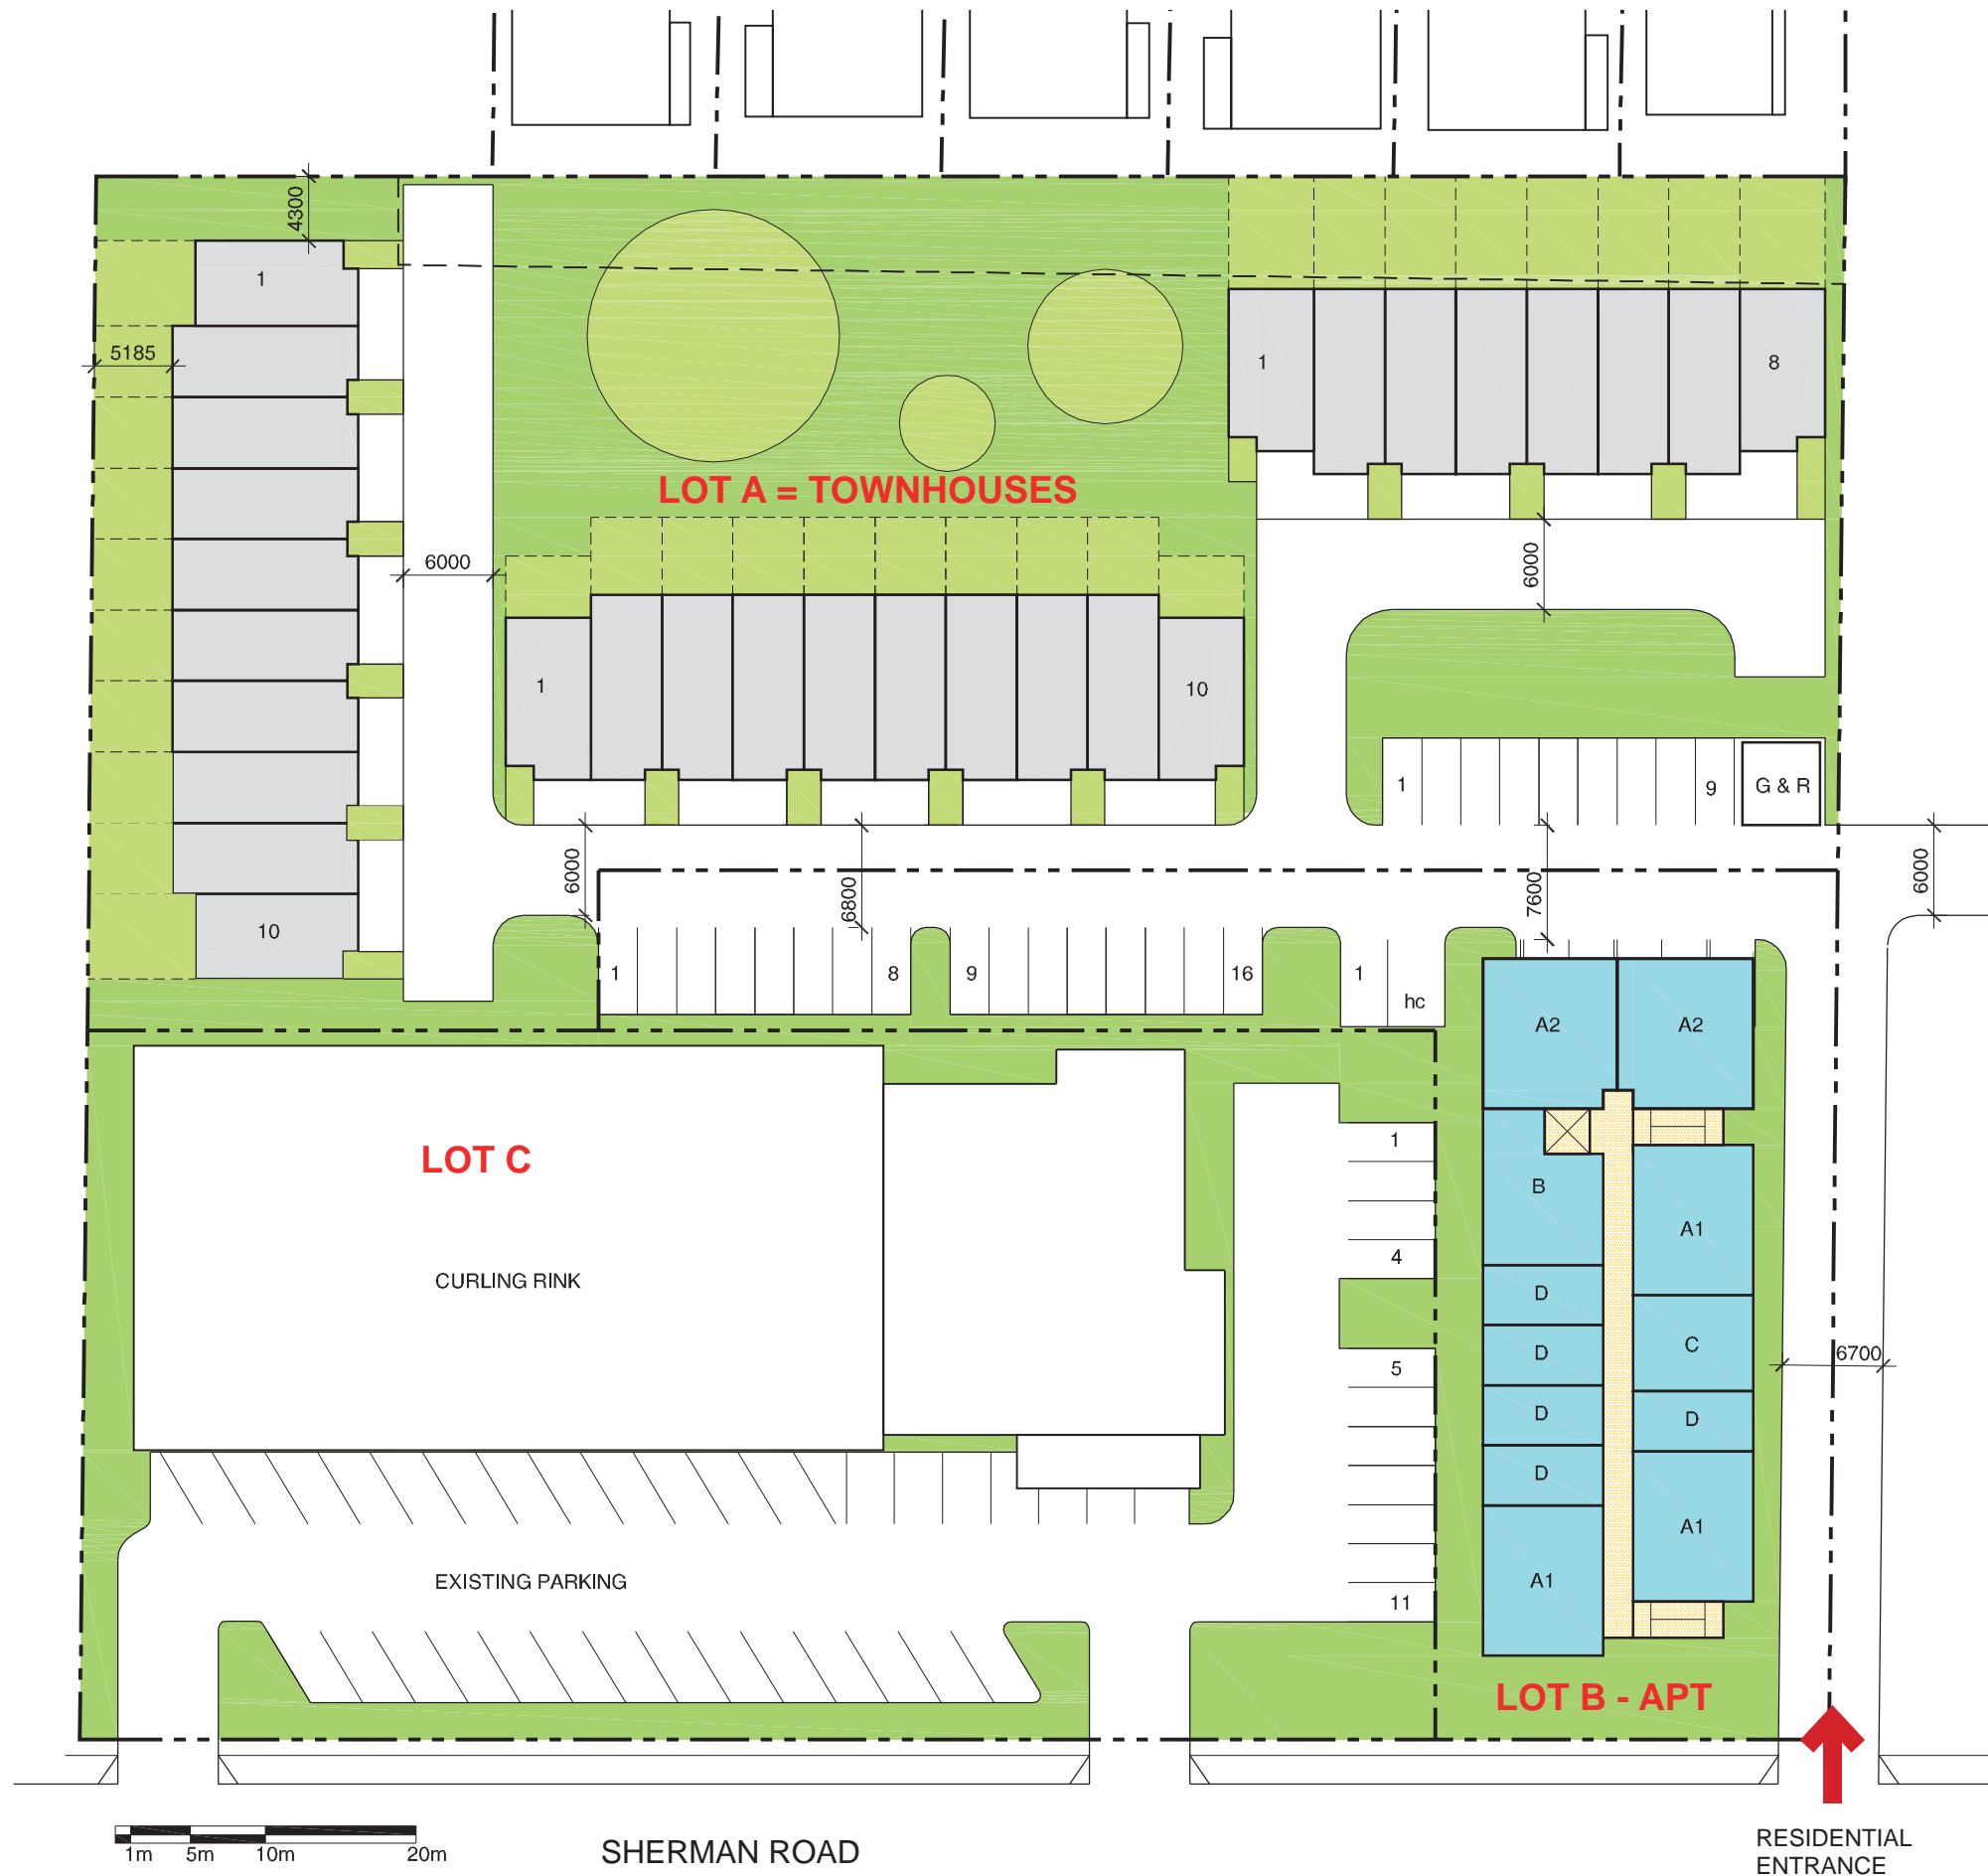 4300
1
5185
1
8
LOT A = TOWNHOUSES
6000
6000
1
10
1
9
G & R
6000
6800
7600
6000
10
1
8
9
16
1
hc
A2
A2
LOT C
1
B
A1
4
CURLING RINK
D
D
C
5
6700
D
D
D
A1
EXISTING PARKING
A1
11
LOT B - APT
1m
5m
10m
20m
SHERMAN ROAD
RESIDENTIAL
ENTRANCE